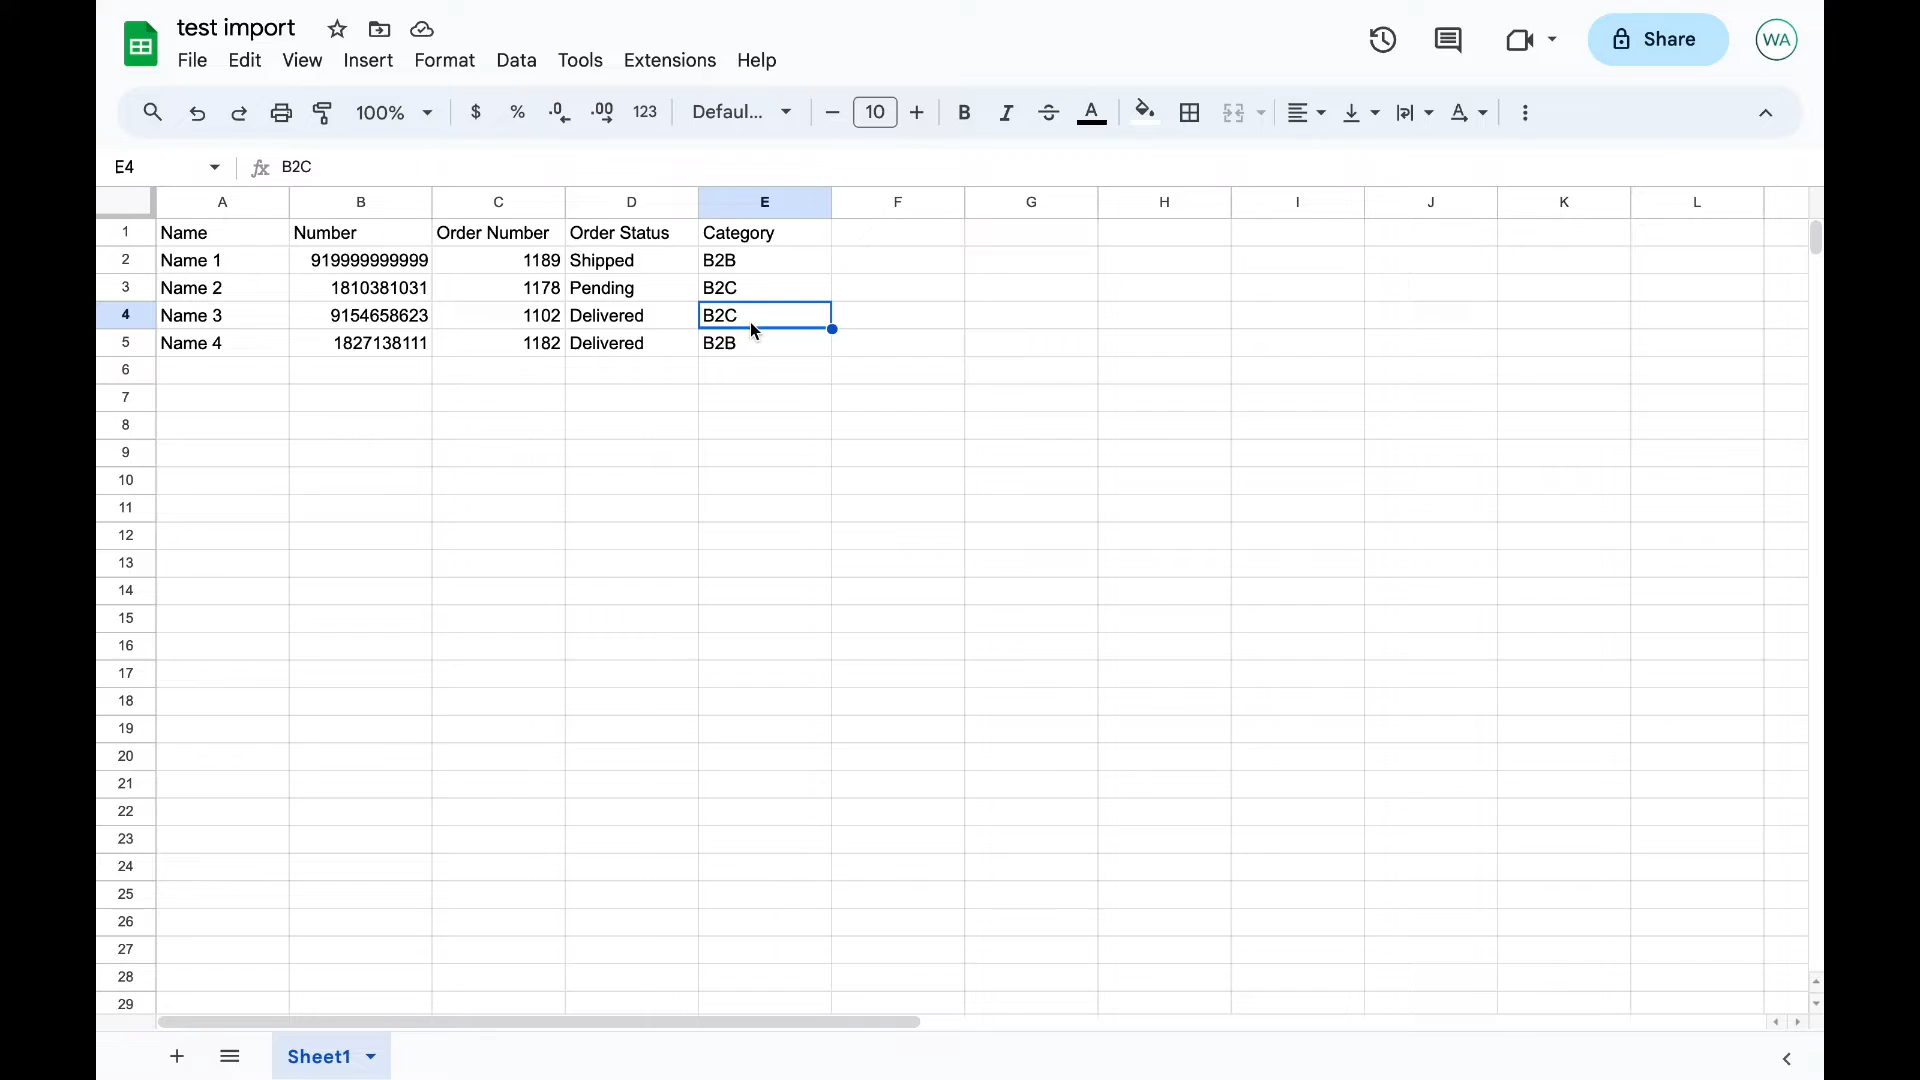 test import
File Edit View Insert Format Data Tools Extensions Help
Share
WA
100% $ % .0 .00 123 Defaul... 10 B I S A A
E4 fx B2C
A B C D E F G H I J K L
1 Name Number Order Number Order Status Category
2 Name 1 919999999999 1189 Shipped B2B
3 Name 2 1810381031 1178 Pending B2C
4 Name 3 9154658623 1102 Delivered B2C
5 Name 4 1827138111 1182 Delivered B2B
6
7
8
9
10
11
12
13
14
15
16
17
18
19
20
21
22
23
24
25
26
27
28
29
Sheet1